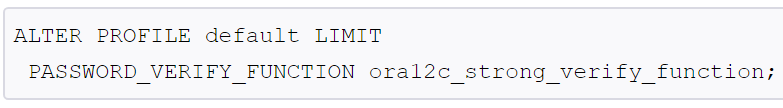 ALTER PROFILE default LIMIT
PASSWORD_VERIFY_FUNCTION ora12c_strong_verify_function;